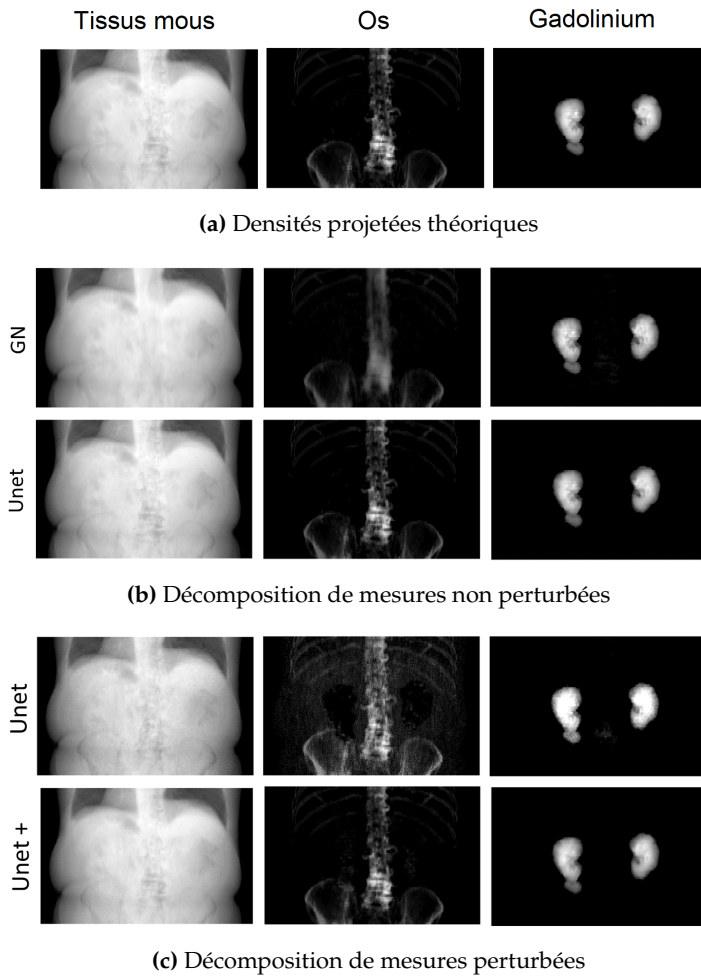 Tissus mous Os Gadolinium
(a) Densités projetées théoriques
GN
Unet
(b) Décomposition de mesures non perturbées
Unet
Unet +
(c) Décomposition de mesures perturbées